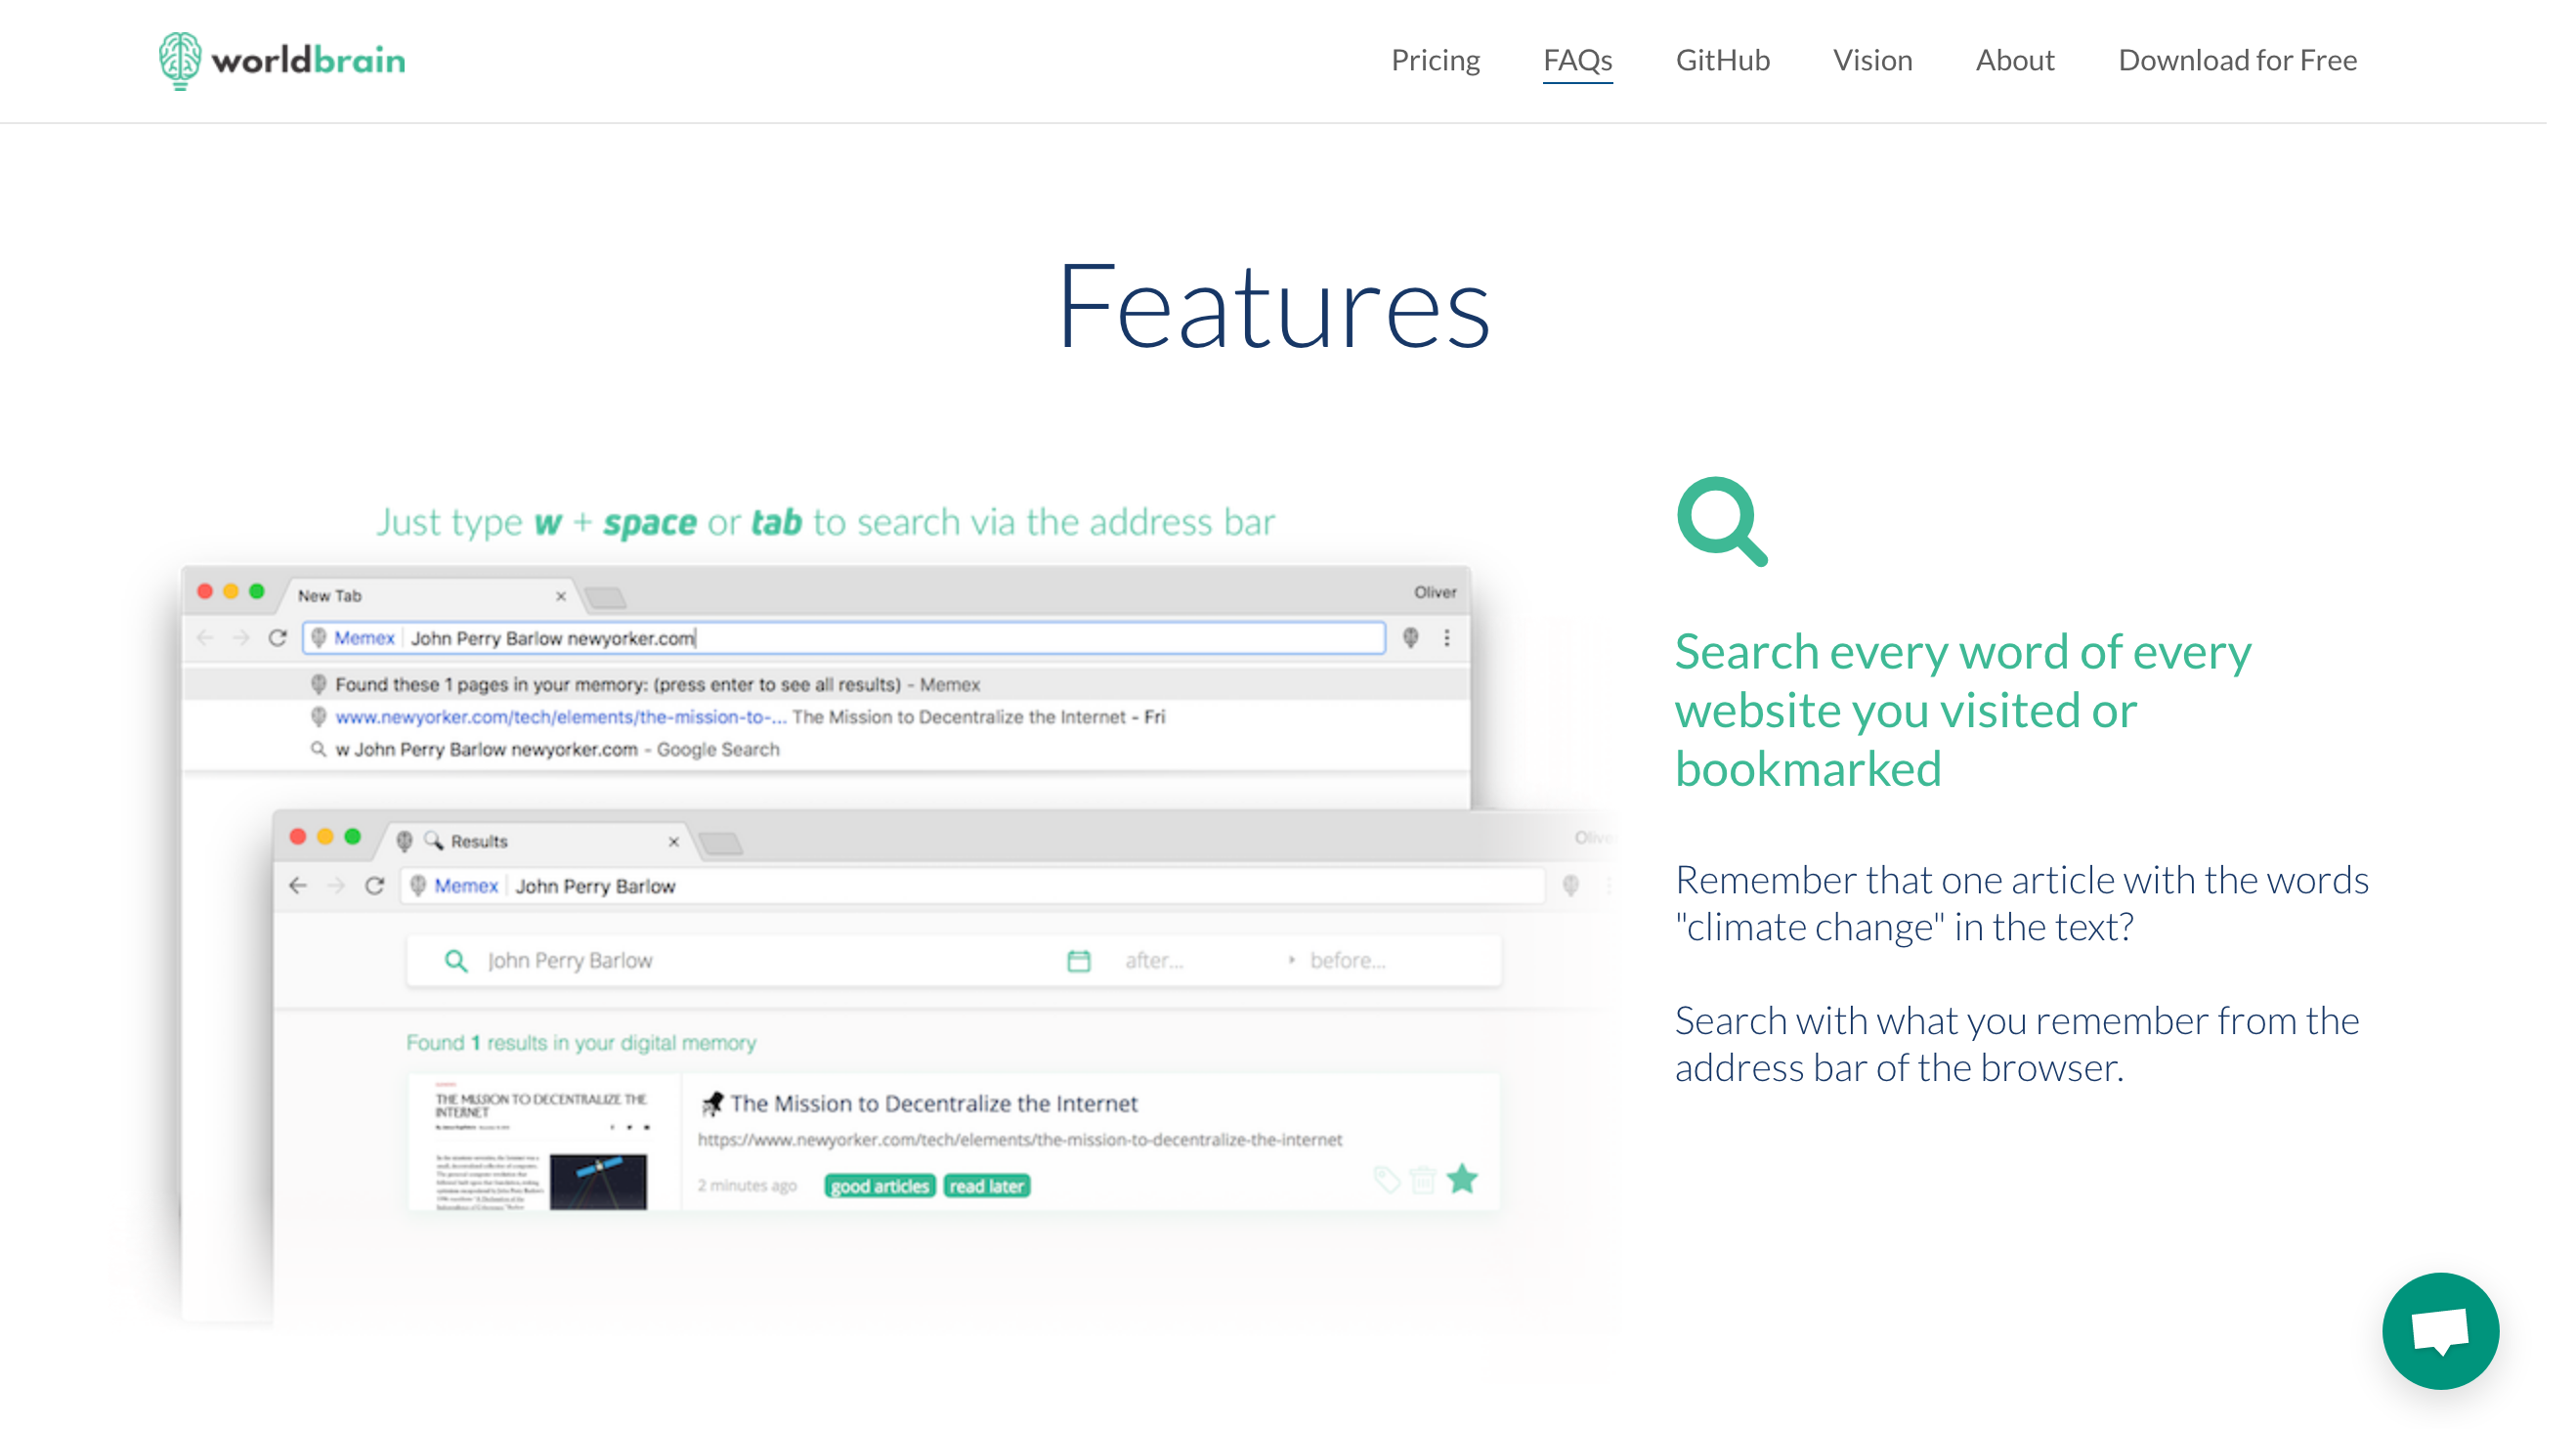 worldbrain
Pricing FAQs GitHub Vision About Download for Free
Features
Just type w + space or tab to search via the address bar
New Tab
Oliver
Memex John Perry Barlow newyorker.com
Found these 1 pages in your memory: (press enter to see all results) - Memex
www.newyorker.com/tech/elements/the-mission-to-... The Mission to Decentralize the Internet - Fri
w John Perry Barlow newyorker.com - Google Search
Results
Olive
Memex John Perry Barlow
John Perry Barlow after... before...
Found 1 results in your digital memory
THE MISSION TO DECENTRALIZE THE
INTERNET
The Mission to Decentralize the Internet
https://www.newyorker.com/tech/elements/the-mission-to-decentralize-the-internet
2 minutes ago good articles read later
Search every word of every
website you visited or
bookmarked
Remember that one article with the words
"climate change" in the text?
Search with what you remember from the
address bar of the browser.